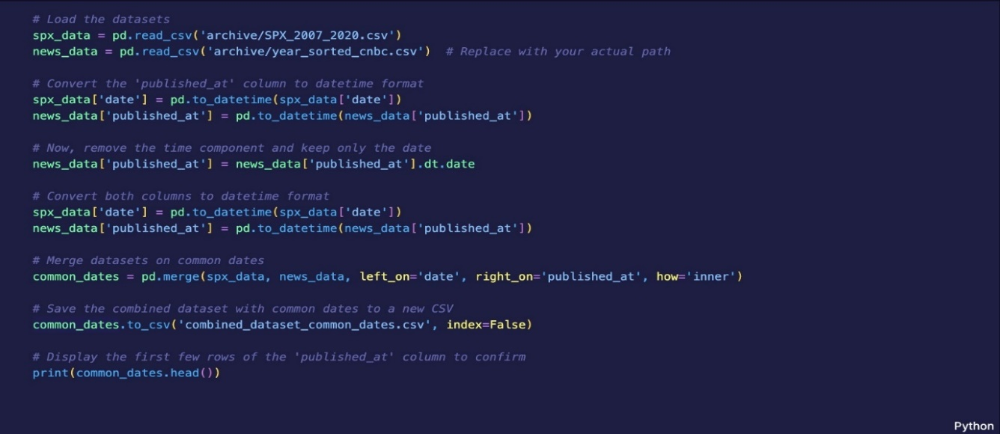 # Load the datasets
spx_data = pd.read_csv('archive/SPX_2007_2020.csv')
news_data = pd.read_csv('archive/year_sorted_cnbc.csv')  # Replace with your actual path
# Convert the 'published_at' column to datetime format
spx_data['date'] = pd.to_datetime(spx_data['date'])
news_data['published_at'] = pd.to_datetime(news_data['published_at'])
# Now, remove the time component and keep only the date
news_data['published_at'] = news_data['published_at'].dt.date
# Convert both columns to datetime format
spx_data['date'] = pd.to_datetime(spx_data['date'])
news_data['published_at'] = pd.to_datetime(news_data['published_at'])
# Merge datasets on common dates
common_dates = pd.merge(spx_data, news_data, left_on='date', right_on='published_at', how='inner')
# Save the combined dataset with common dates to a new CSV
common_dates.to_csv('combined_dataset_common_dates.csv', index=False)
# Display the first few rows of the 'published_at' column to confirm
print(common_dates.head())
Python